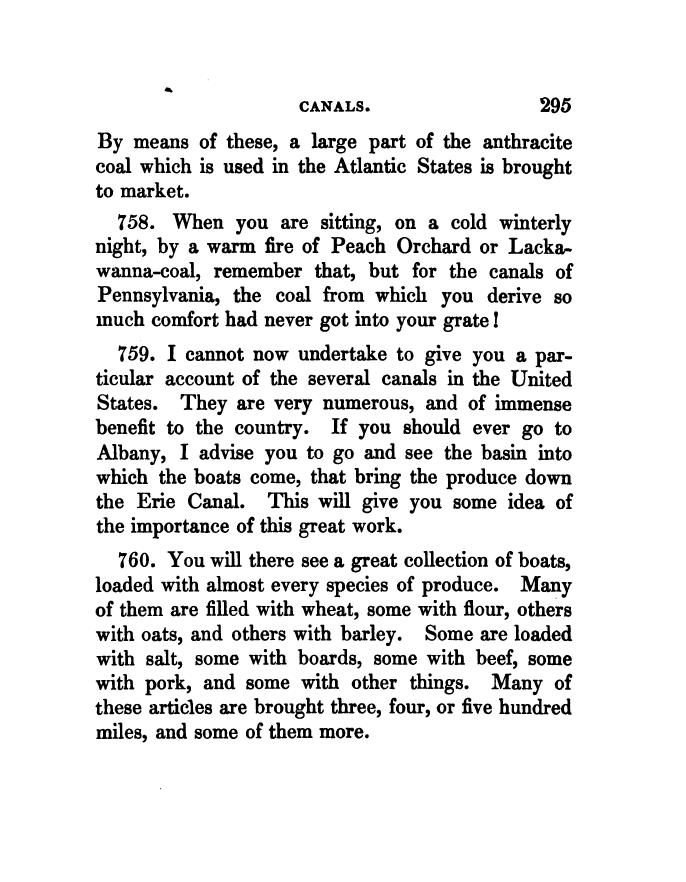 CANALS. 295
By means of these, a large part of the anthracite
coal which is used in the Atlantic States is brought
to market.
758. When you are sitting, on a cold winterly
night, by a warm fire of Peach Orchard or Lacka-
wanna-coal, remember that, but for the canals of
Pennsylvania, the coal from which you derive so
much comfort had never got into your grate!
759. I cannot now undertake to give you a par-
ticular account of the several canals in the United
States. They are very numerous, and of immense
benefit to the country. If you should ever go to
Albany, I advise you to go and see the basin into
which the boats come, that bring the produce down
the Erie Canal. This will give you some idea of
the importance of this great work.
760. You will there see a great collection of boats,
loaded with almost every species of produce. Many
of them are filled with wheat, some with flour, others
with oats, and others with barley. Some are loaded
with salt, some with boards, some with beef, some
with pork, and some with other things. Many of
these articles are brought three, four, or five hundred
miles, and some of them more.